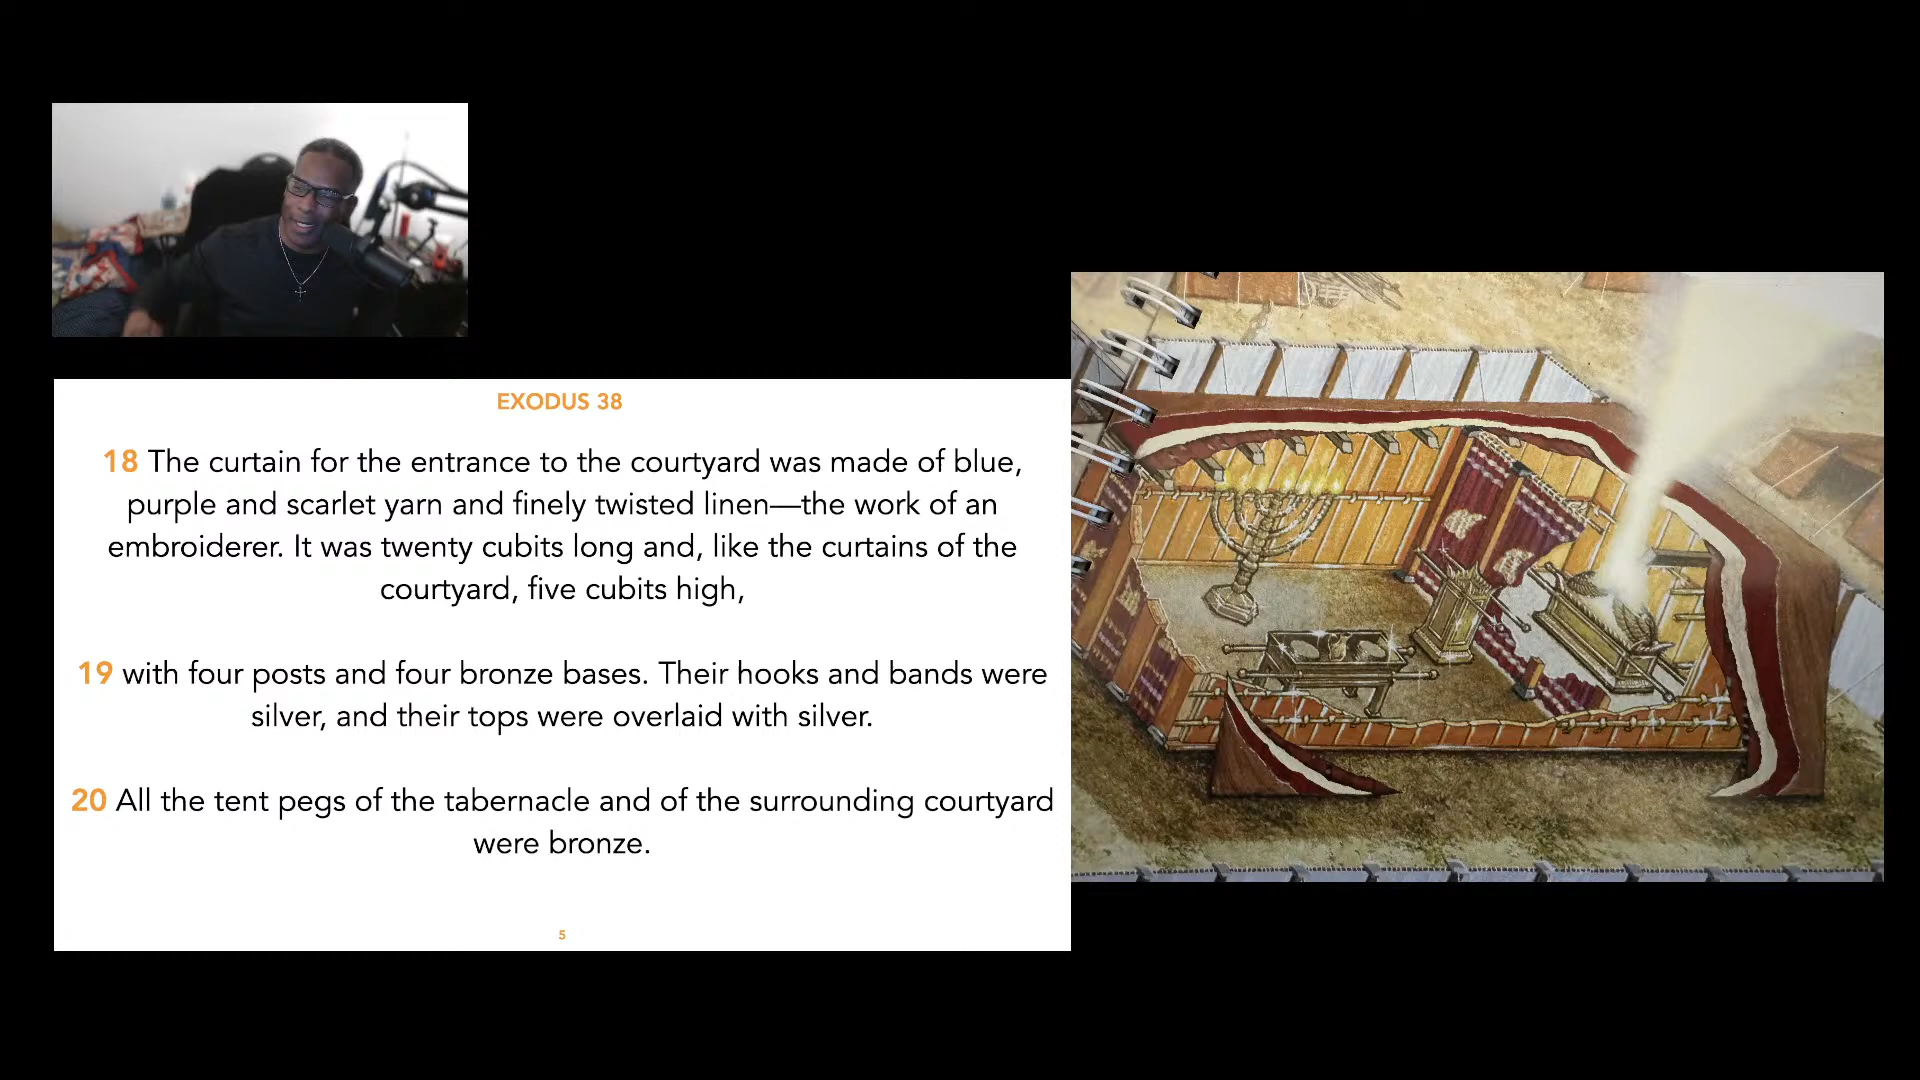 EXODUS 38
18 The curtain for the entrance to the courtyard was made of blue,
purple and scarlet yarn and finely twisted linen—the work of an
embroiderer. It was twenty cubits long and, like the curtains of the
courtyard, five cubits high,
19 with four posts and four bronze bases. Their hooks and bands were
silver, and their tops were overlaid with silver.
20 All the tent pegs of the tabernacle and of the surrounding courtyard
were bronze.
5